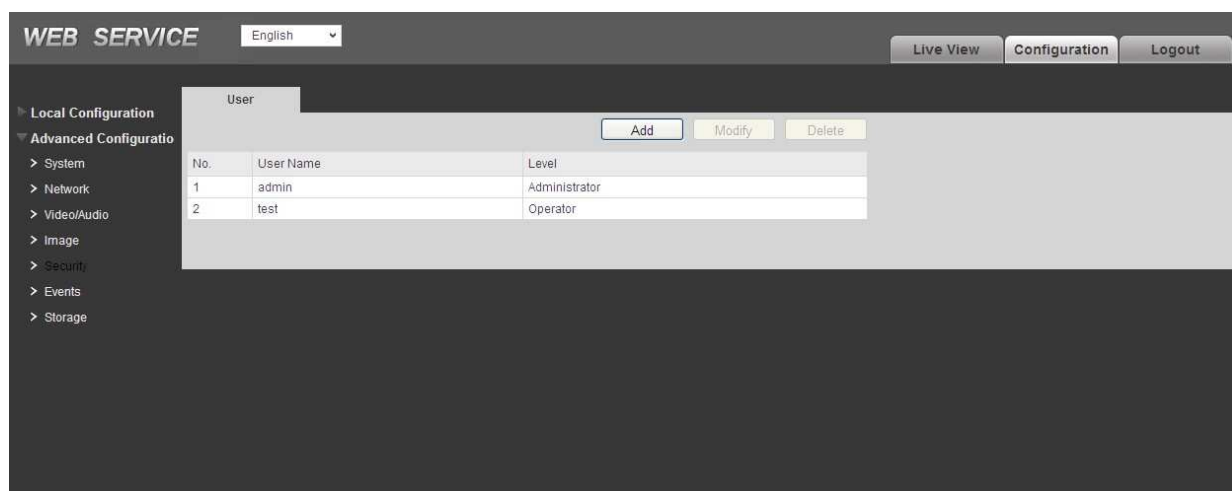 WEB SERVICE
English
Live View
Configuration
Logout
Local Configuration
Advanced Configuratio
System
Network
Video/Audio
Image
Security
Events
Storage
User
Add
Modify
Delete
No. User Name Level
1 admin Administrator
2 test Operator